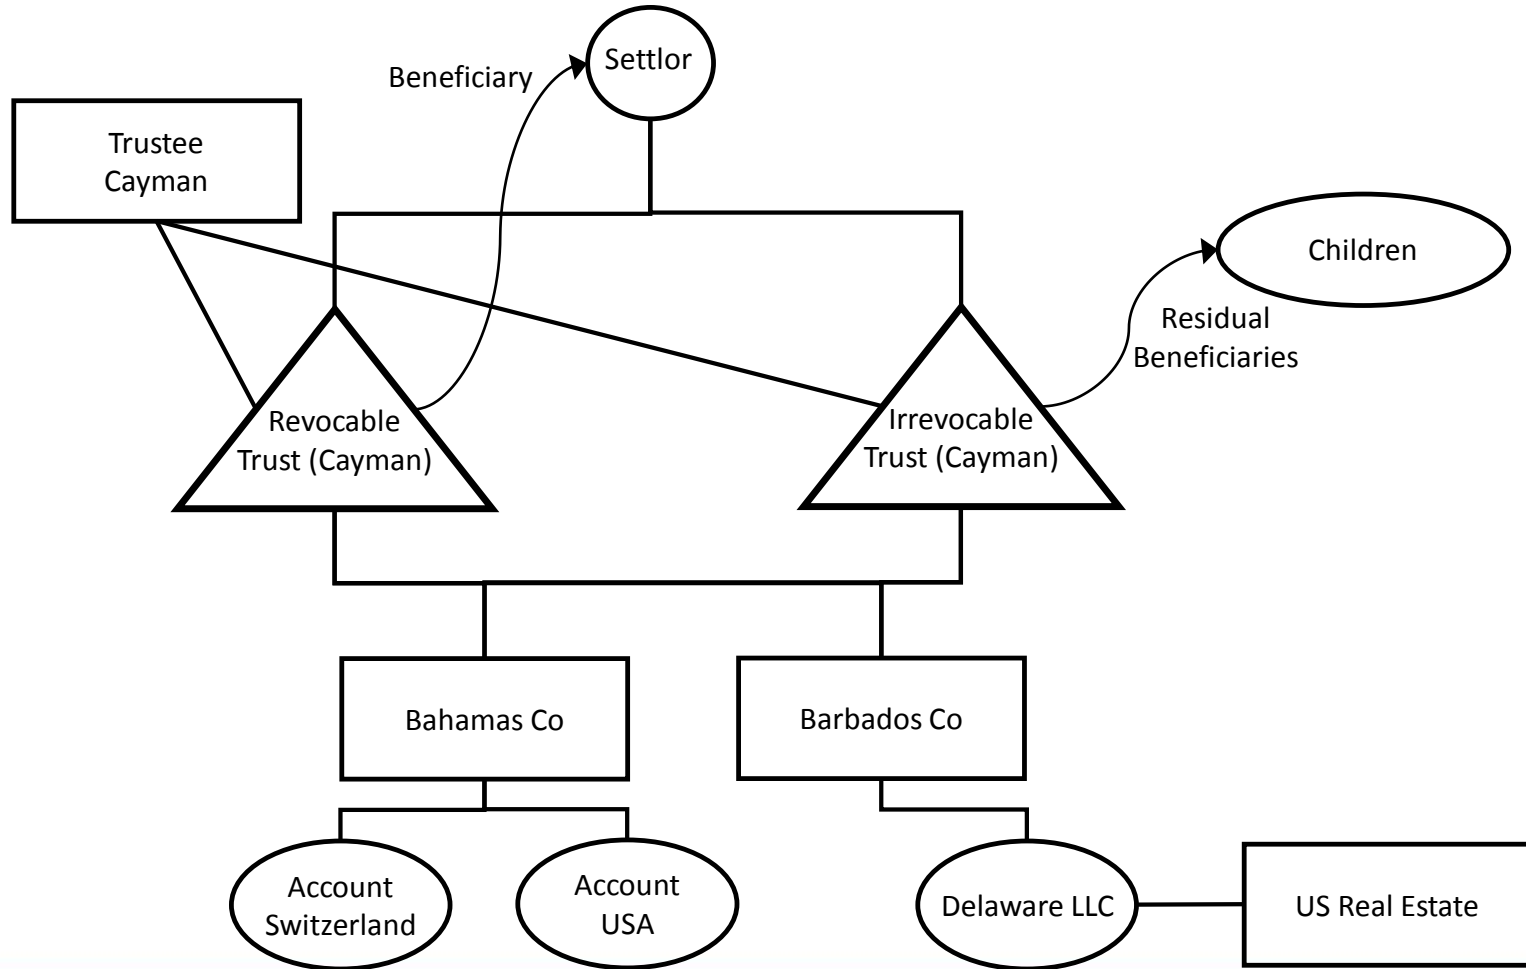 Settlor
Beneficiary
Trustee
Cayman
Children
Residual
Beneficiaries
Revocable
Trust (Cayman)
Irrevocable
Trust (Cayman)
Bahamas Co
Barbados Co
Account
Switzerland
Account
USA
Delaware LLC
US Real Estate